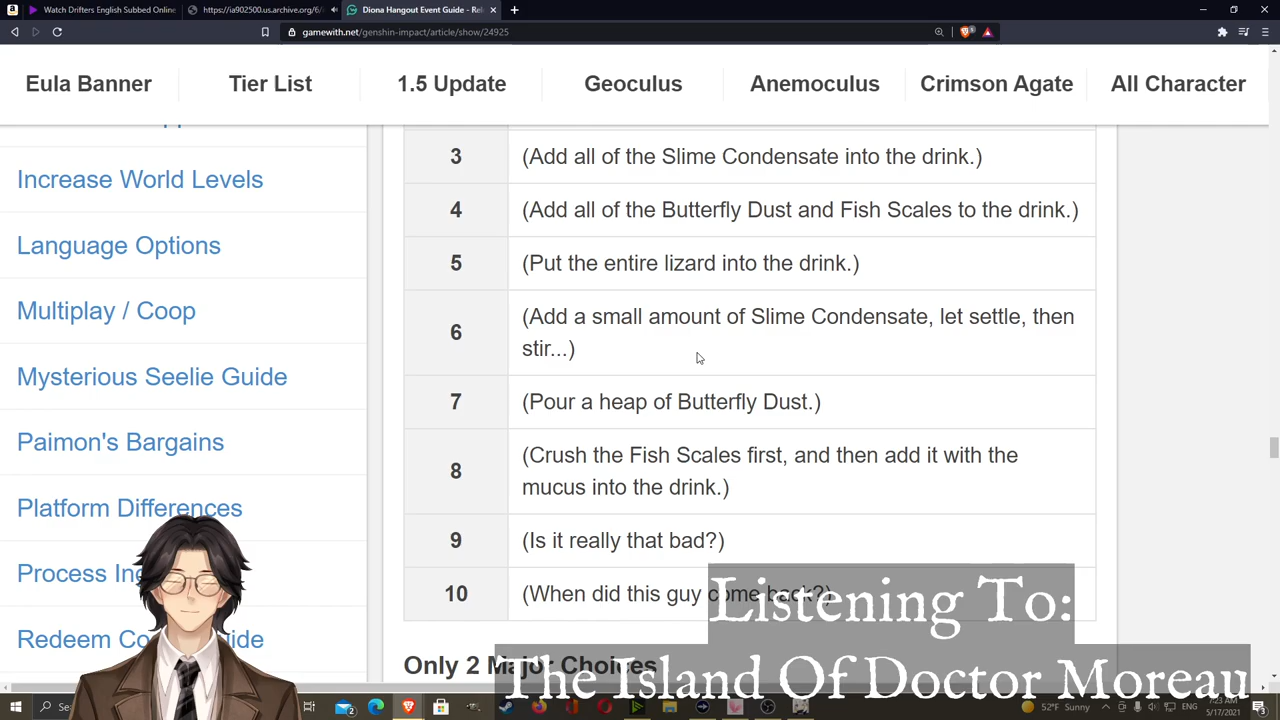 Watch Drifters English Subbed Online
https://ia902500.us.archive.org/6/
Diona Hangout Event Guide - Re
gamewith.net/genshin-impact/article/show/24925
Eula Banner
Tier List
1.5 Update
Geoculus
Anemoculus
Crimson Agate
All Character
Increase World Levels
Language Options
Multiplay / Coop
Mysterious Seelie Guide
Paimon's Bargains
Platform Differences
Process In
Redeem Co
ide
3
(Add all of the Slime Condensate into the drink.)
4
(Add all of the Butterfly Dust and Fish Scales to the drink.)
5
(Put the entire lizard into the drink.)
6
(Add a small amount of Slime Condensate, let settle, then
stir...)
7
(Pour a heap of Butterfly Dust.)
8
(Crush the Fish Scales first, and then add it with the
mucus into the drink.)
9
(Is it really that bad?)
10
(When did this guy come back?)
Only 2 Major Choices
Listening To:
The Island Of Doctor Moreau
52°F Sunny
ENG
7:23 AM
5/17/2021